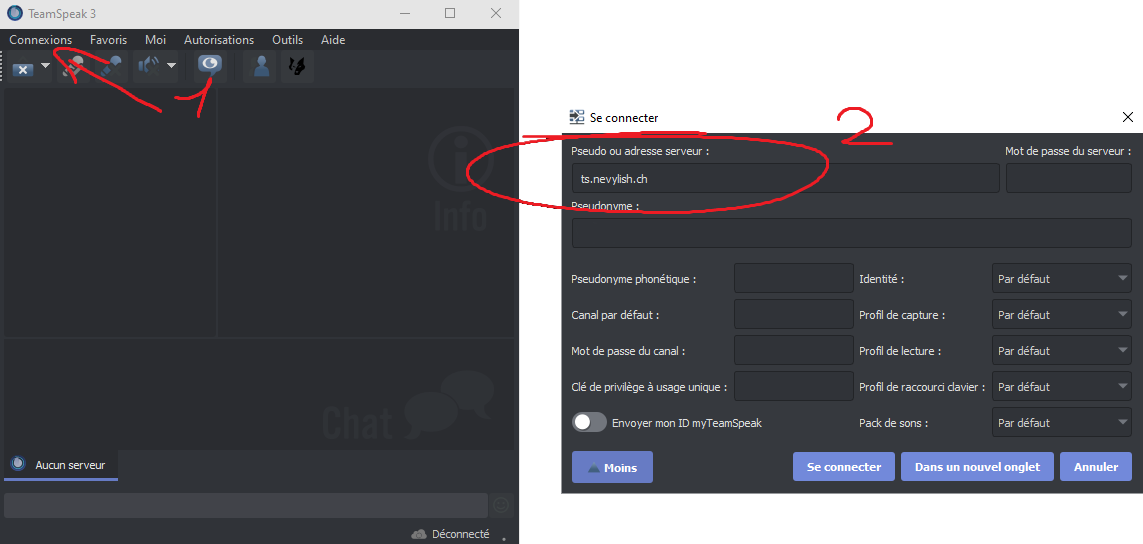 TeamSpeak 3
Connexions Favoris Moi Autorisations Outils Aide
1
Info
Chat
Aucun serveur
Déconnecté
2
Se connecter
Pseudo ou adresse serveur : Mot de passe du serveur :
ts.nevylish.ch
Pseudonyme :
Pseudonyme phonétique : Identité : Par défaut
Canal par défaut : Profil de capture : Par défaut
Mot de passe du canal : Profil de lecture : Par défaut
Clé de privilège à usage unique : Profil de raccourci clavier : Par défaut
Envoyer mon ID myTeamSpeak Pack de sons : Par défaut
Moins Se connecter Dans un nouvel onglet Annuler